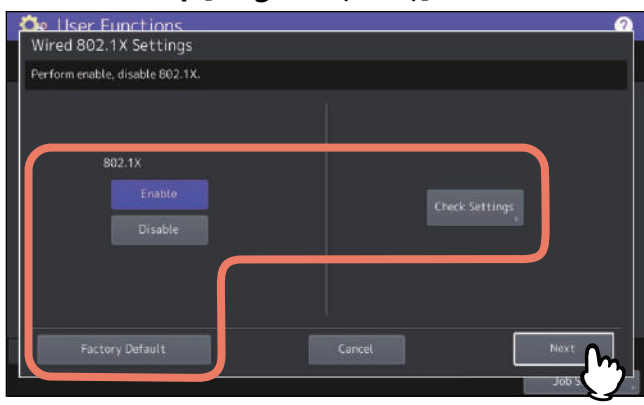 User Functions
Wired 802.1X Settings
Perform enable, disable 802.1X.
802.1X
Enable
Disable
Check Settings
Factory Default
Cancel
Next
Job S